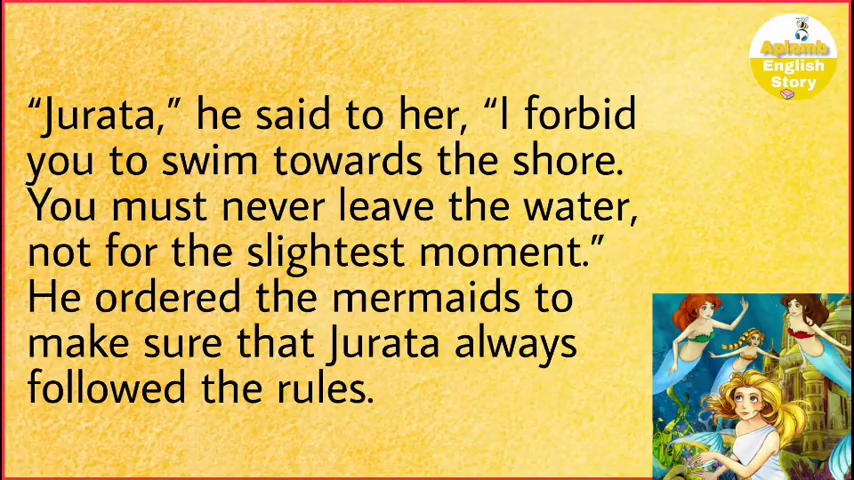 Aplomb
English
Story
“Jurata,” he said to her, “I forbid
you to swim towards the shore.
You must never leave the water,
not for the slightest moment.”
He ordered the mermaids to
make sure that Jurata always
followed the rules.